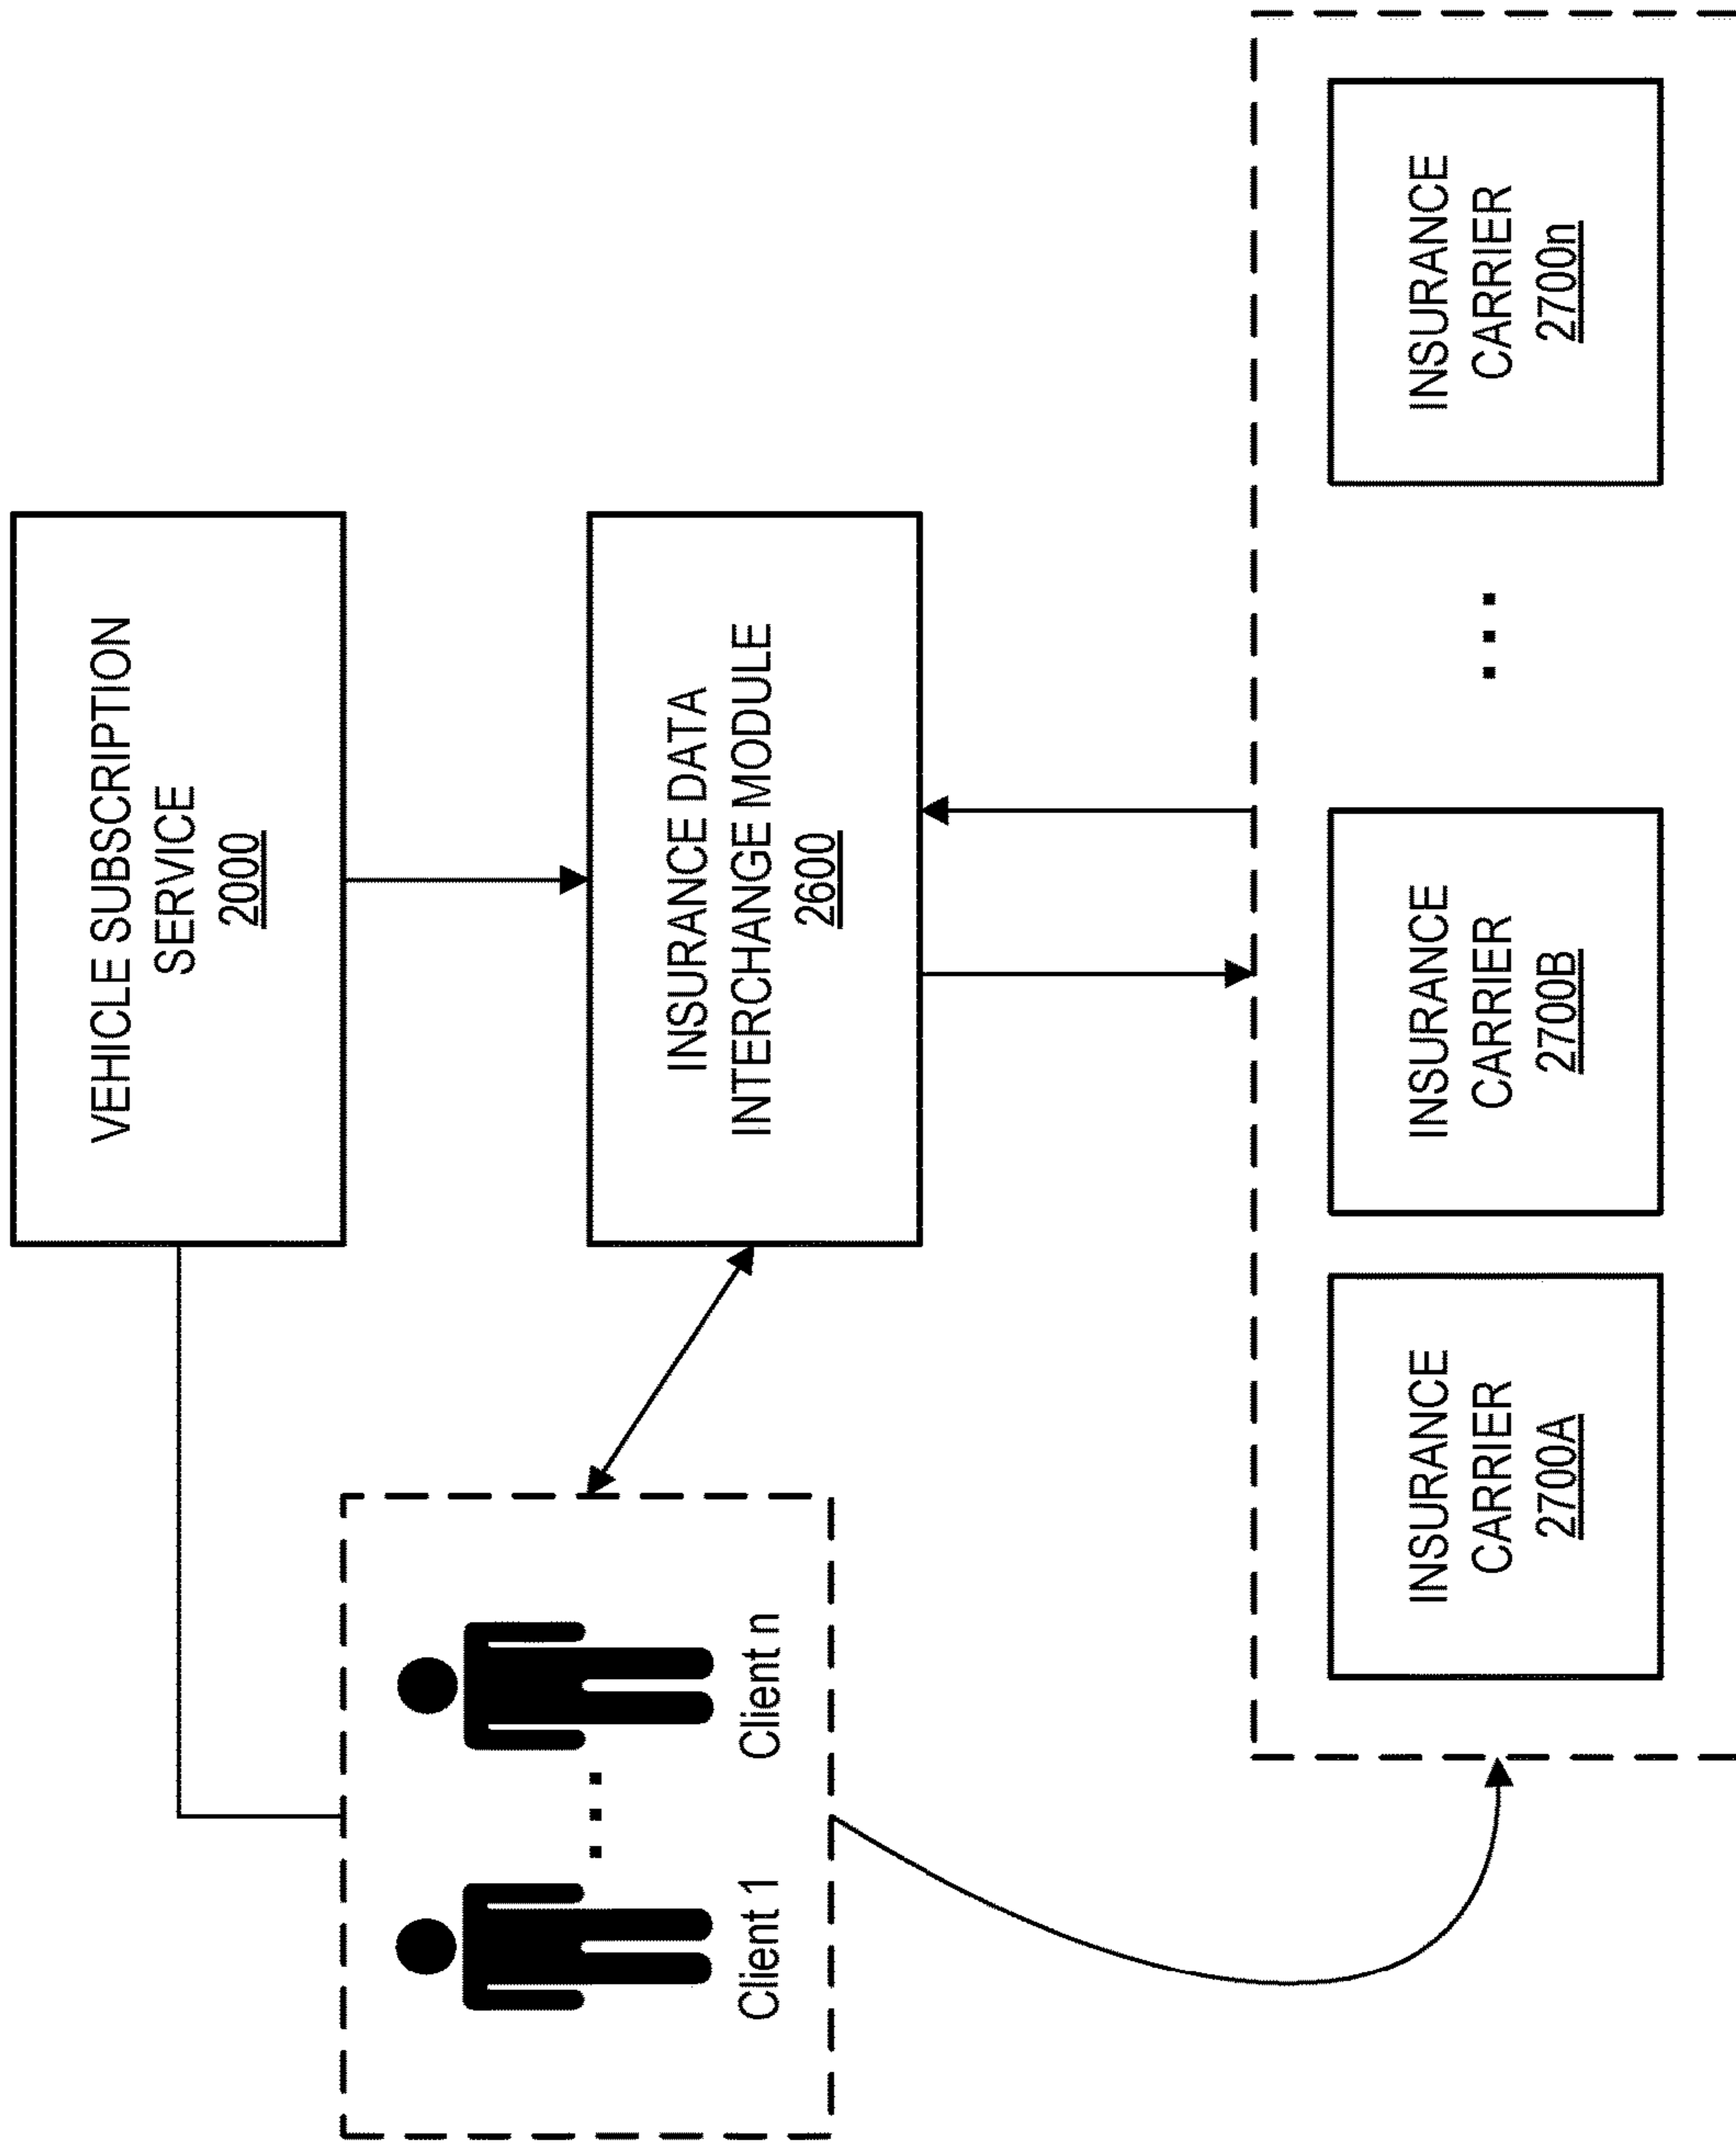 VEHICLE SUBSCRIPTION
SERVICE
2000
INSURANCE DATA
INTERCHANGE MODULE
2600
Client 1
Client n
INSURANCE
CARRIER
2700A
INSURANCE
CARRIER
2700B
INSURANCE
CARRIER
2700n